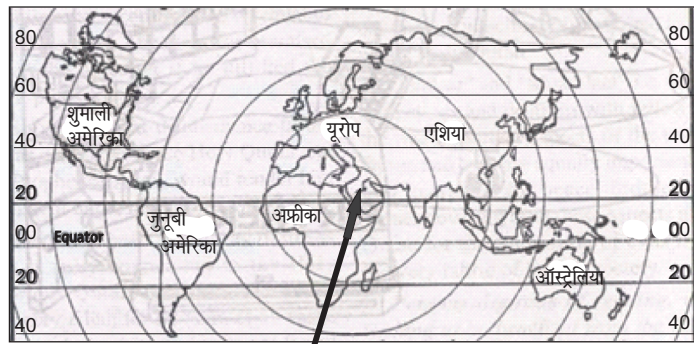 80 80
60 60
शुमाली
अमेरिका
यूरोप
एशिया
40 40
20 20
जुनूबी
अमेरिका
अफ्रीका
00 Equator 00
ऑस्ट्रेलिया
20 20
40 40